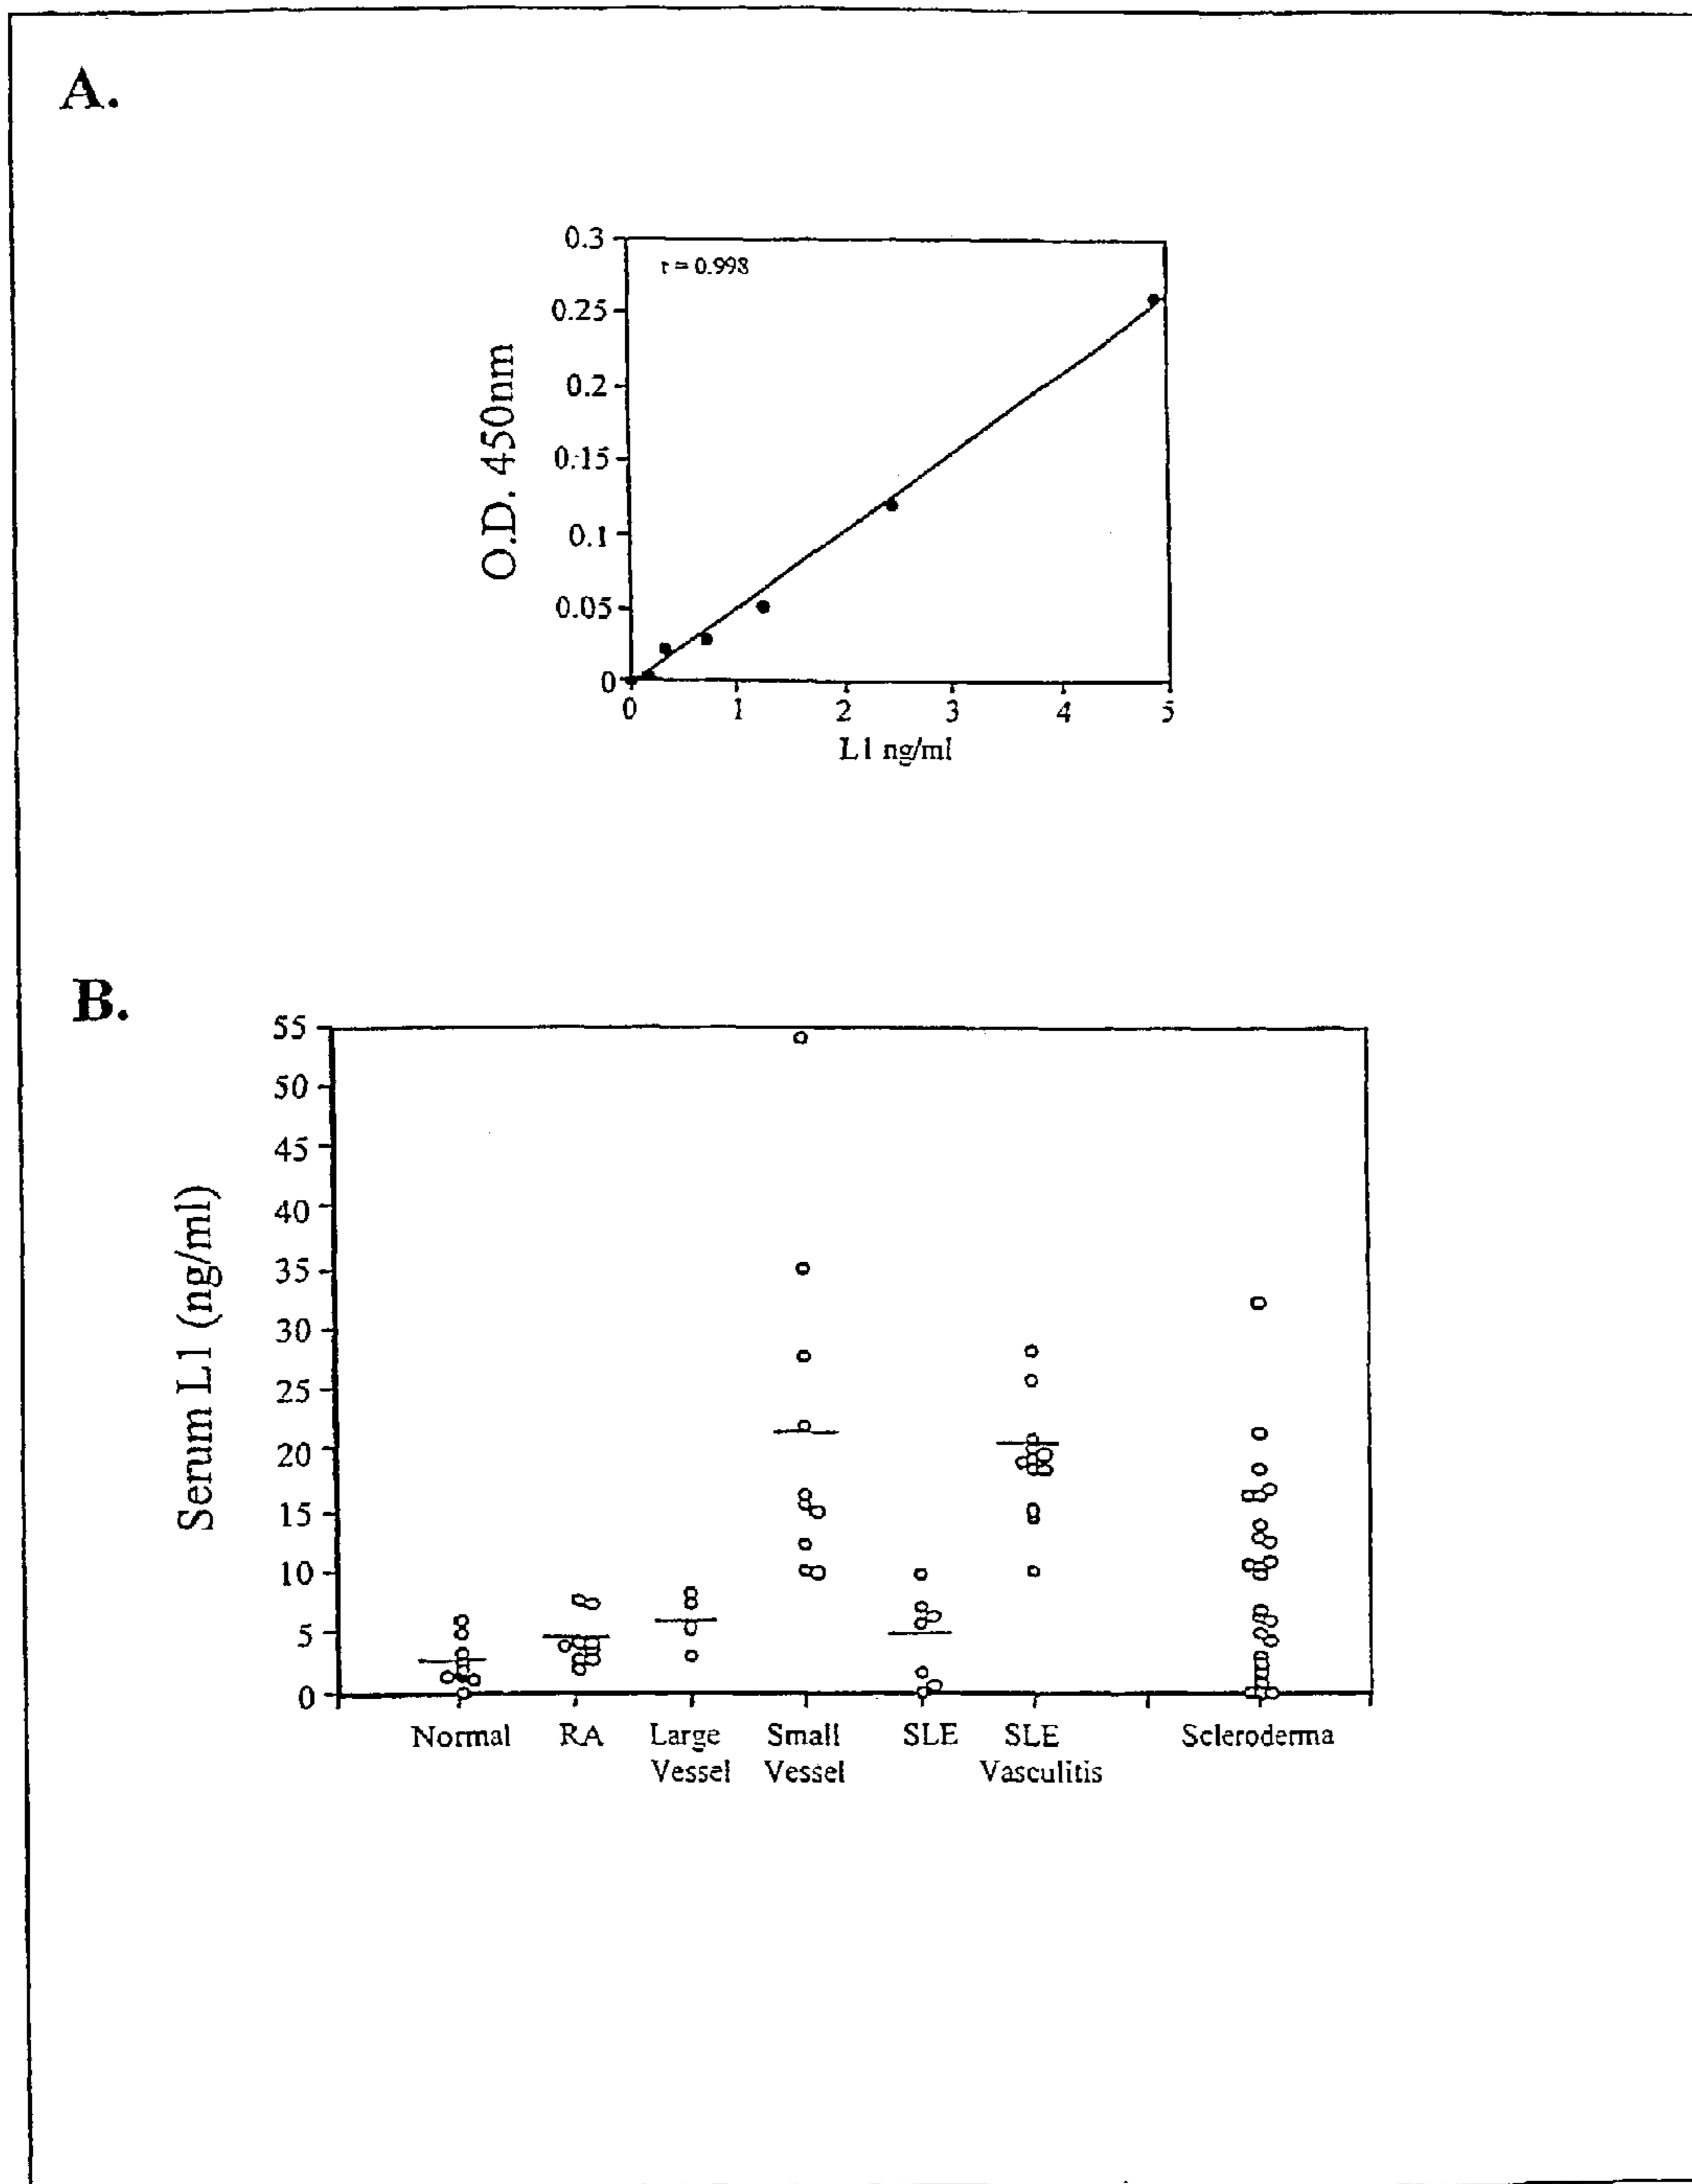 A.
0.3
r = 0.998
0.25
0.2
0.15
0.1
0.05
0
O.D. 450nm
0 1 2 3 4 5
L1 ng/ml
B.
55
50
45
40
35
30
25
20
15
10
5
0
Serum L1 (ng/ml)
Normal RA Large Small SLE SLE Scleroderma
Vessel Vessel Vasculitis